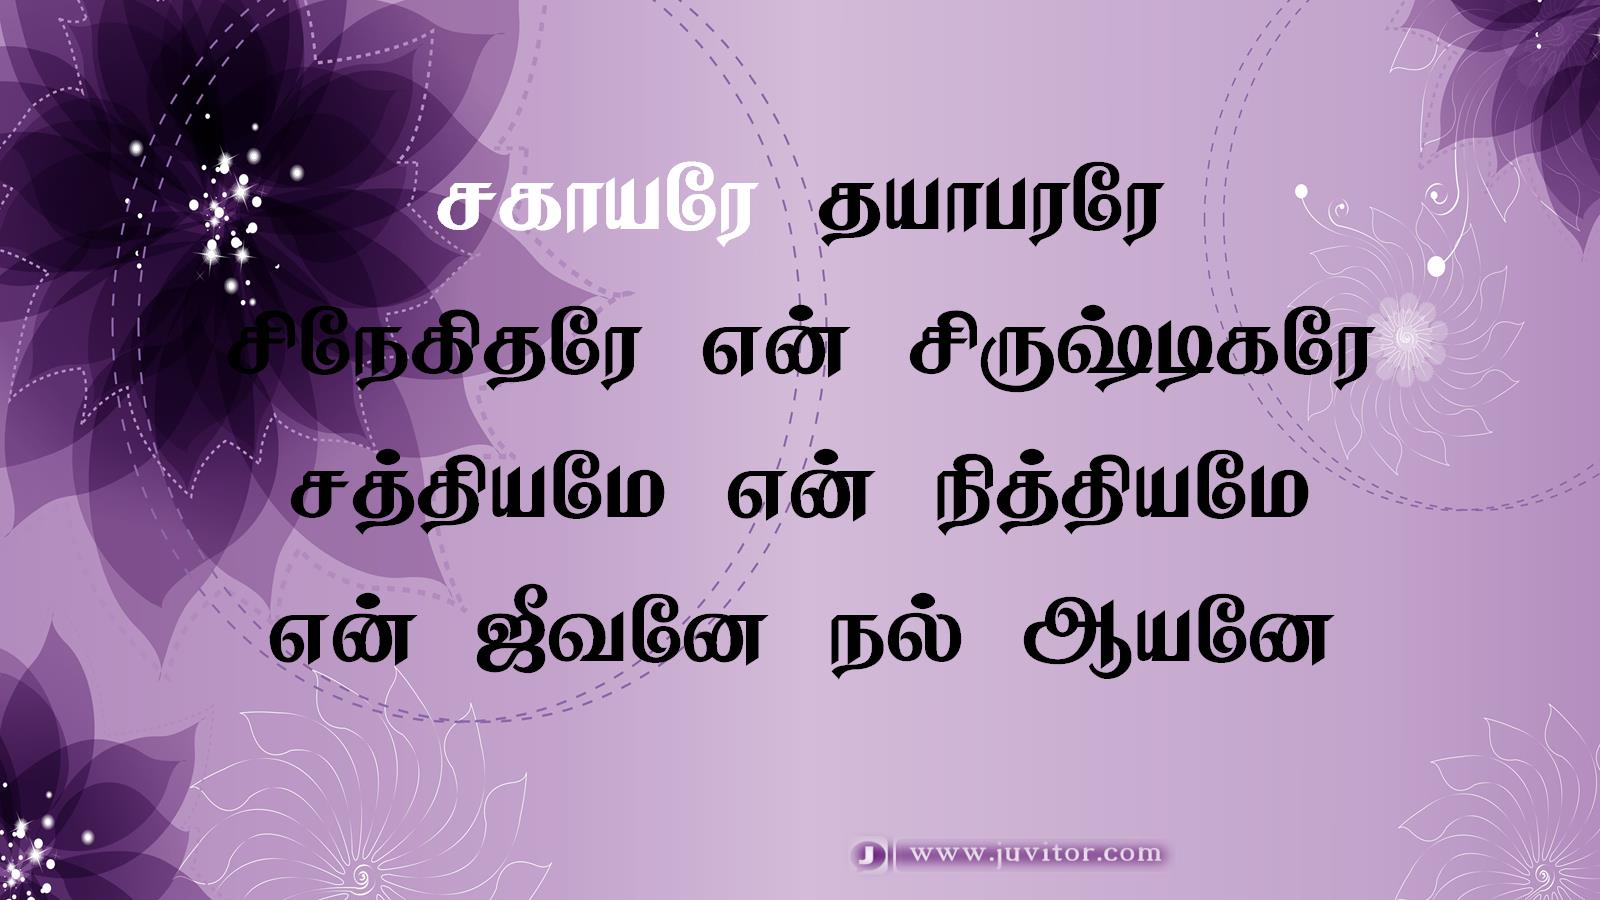 சகாயரே தயாபரரே
சிநேகிதரே என் சிருஷ்டிகரே
சத்தியமே என் நித்தியமே
என் ஜீவனே நல் ஆயனே
J www.juvitor.com